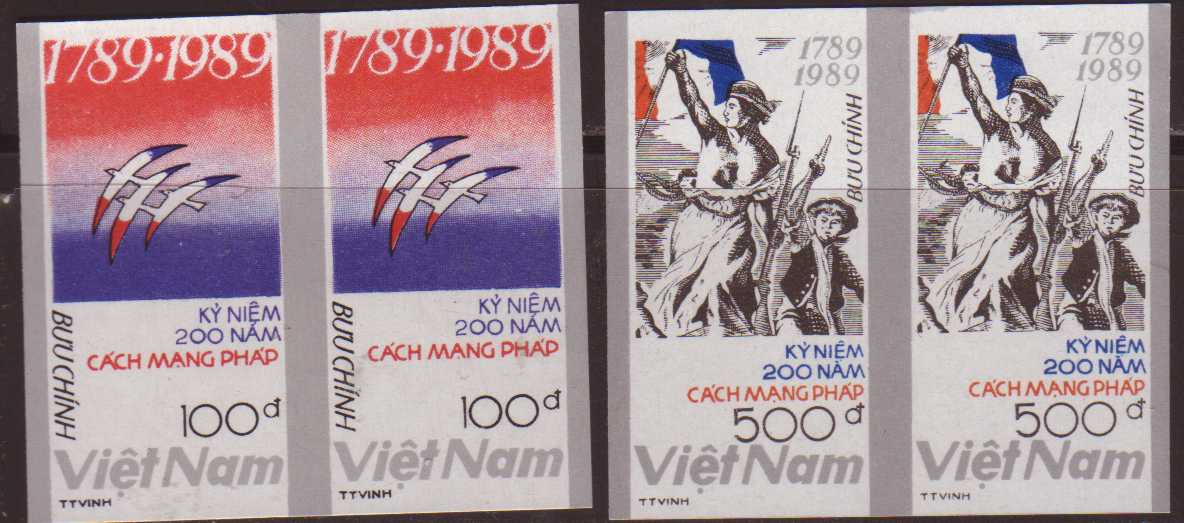 1789·1989
KỶ NIỆM
200 NĂM
CÁCH MẠNG PHÁP
BƯU CHÍNH
100đ
Việt Nam
TTVINH
1789·1989
KỶ NIỆM
200 NĂM
CÁCH MẠNG PHÁP
BƯU CHÍNH
100đ
Việt Nam
TTVINH
1789
1989
BƯU CHÍNH
KỶ NIỆM
200 NĂM
CÁCH MẠNG PHÁP
500đ
Việt Nam
TTVINH
1789
1989
BƯU CHÍNH
KỶ NIỆM
200 NĂM
CÁCH MẠNG PHÁP
500đ
Việt Nam
TTVINH